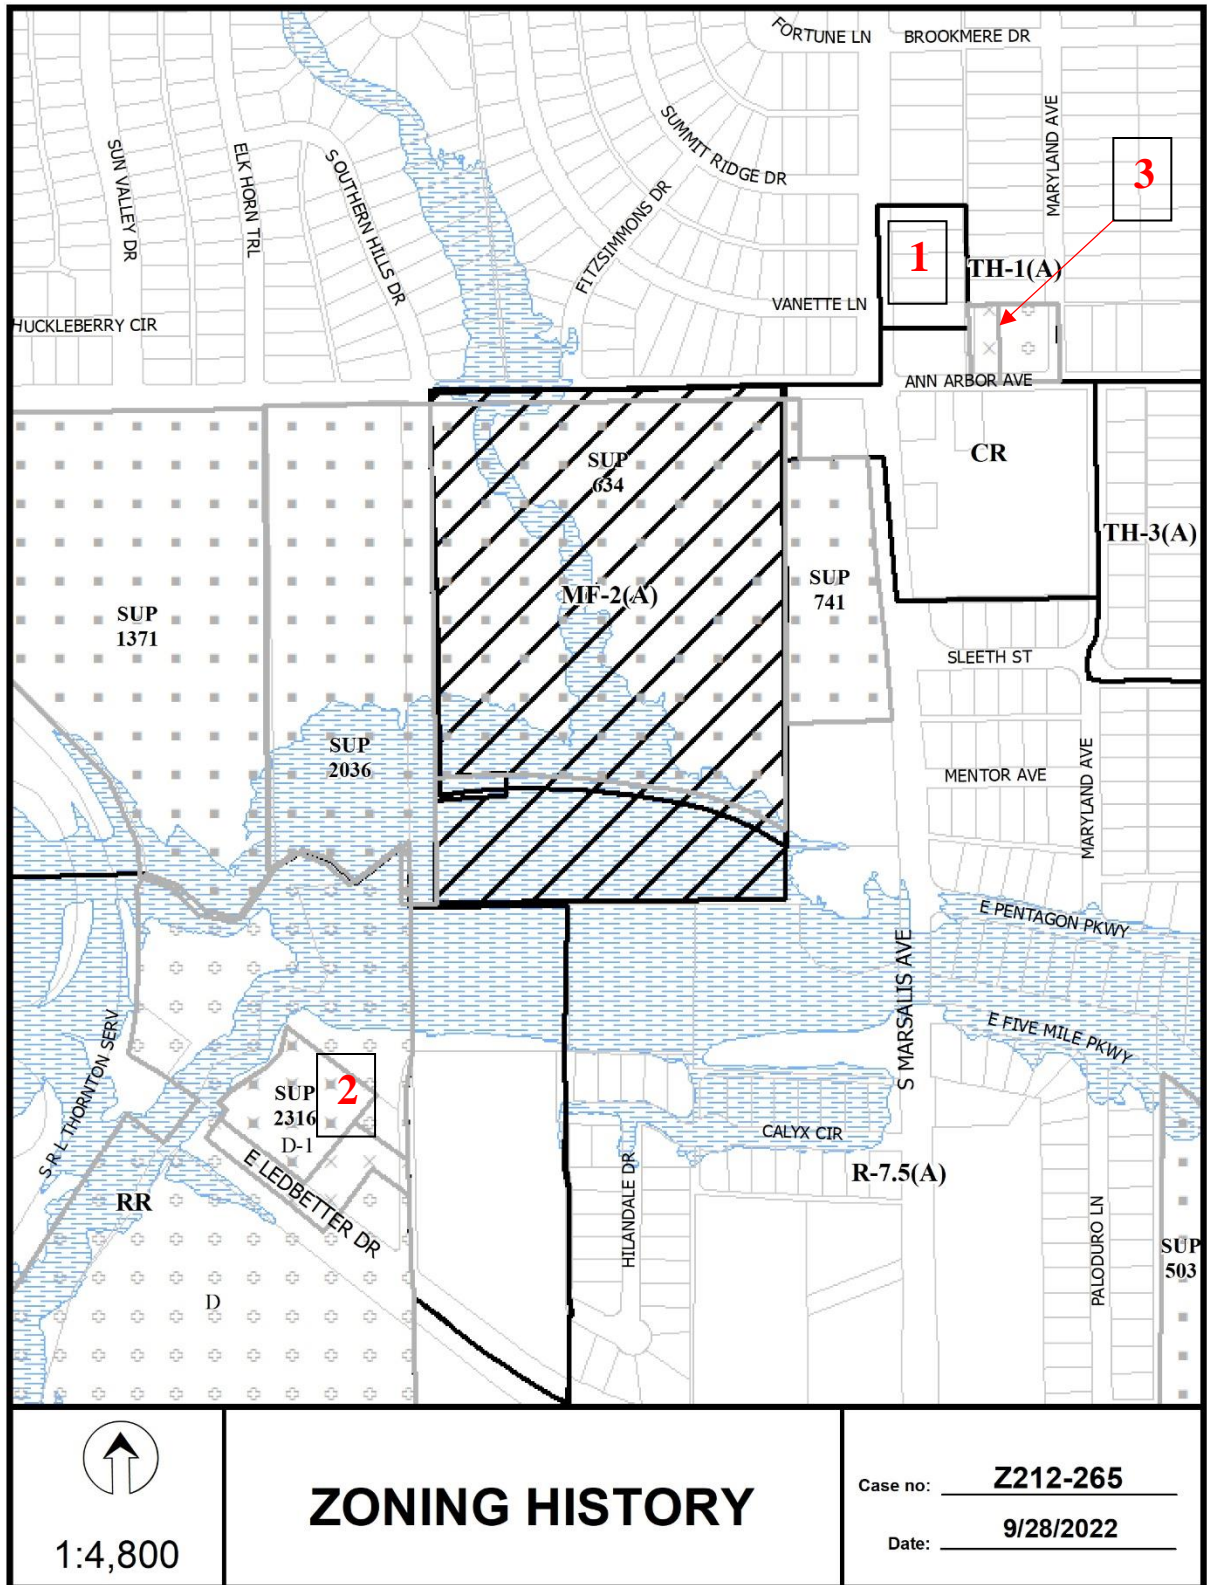 FORTUNE LN
BROOKMERE DR
SUN VALLEY DR
ELK HORN TRL
SOUTHERN HILLS DR
SUMMIT RIDGE DR
FITZSIMMONS DR
MARYLAND AVE
3
1
TH-1(A)
VANETTE LN
HUCKLEBERRY CIR
ANN ARBOR AVE
CR
SUP
634
TH-3(A)
MF-2(A)
SUP
741
SUP
1371
SLEETH ST
SUP
2036
MENTOR AVE
MARYLAND AVE
E PENTAGON PKWY
S MARSALIS AVE
E FIVE MILE PKWY
S R L THORNTON SERV
SUP
2316
2
D-1
E LEDBETTER DR
CALYX CIR
HILANDALE DR
R-7.5(A)
RR
PALODURO LN
SUP
503
D
1:4,800
ZONING HISTORY
Case no: Z212-265
Date: 9/28/2022